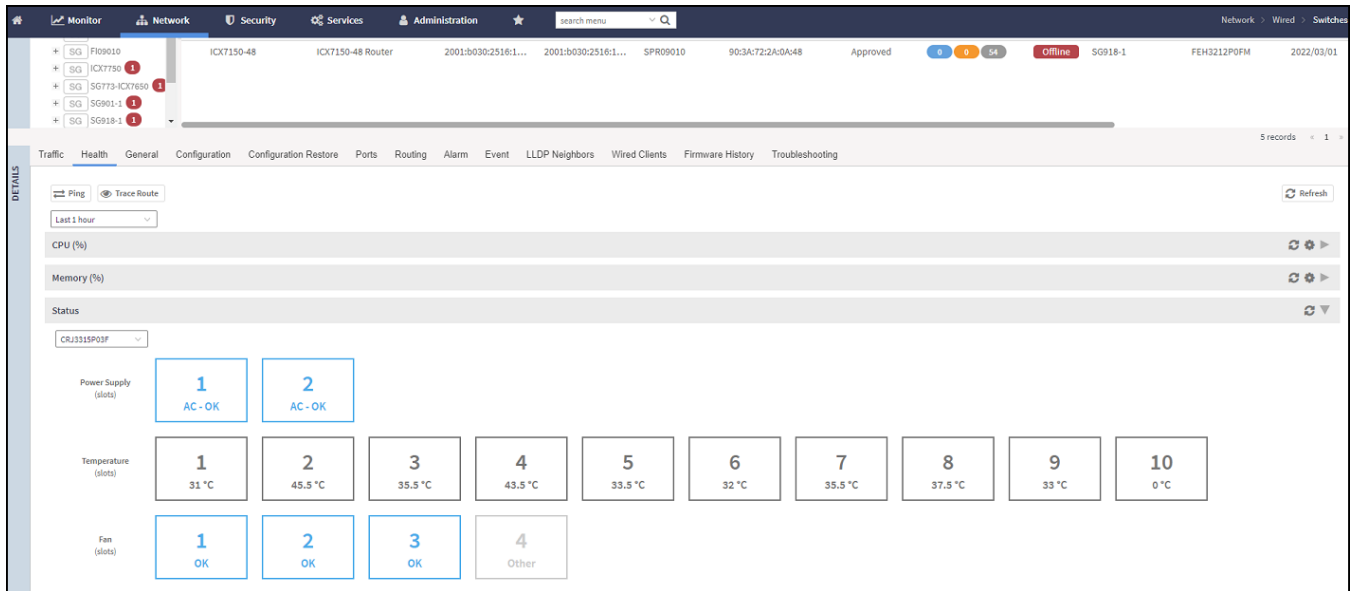 Monitor Network Security Services Administration search menu Network > Wired > Switches
+ SG FI09010 ICX7150-48 ICX7150-48 Router 2001:b030:2516:1... 2001:b030:2516:1... SPR09010 90:3A:72:2A:0A:48 Approved 0 0 54 Offline SG918-1 FEH3212P0FM 2022/03/01
+ SG ICX7750 1
+ SG SG773-ICX7650 1
+ SG SG901-1 1
+ SG SG918-1 1
5 records < 1 >
Traffic Health General Configuration Configuration Restore Ports Routing Alarm Event LLDP Neighbors Wired Clients Firmware History Troubleshooting
DETAILS
Ping Trace Route Refresh
Last 1 hour
CPU (%)
Memory (%)
Status
CRJ3315P03F
Power Supply
(slots)
1 2
AC - OK AC - OK
Temperature
(slots)
1 2 3 4 5 6 7 8 9 10
31 °C 45.5 °C 35.5 °C 43.5 °C 33.5 °C 32 °C 35.5 °C 37.5 °C 33 °C 0 °C
Fan
(slots)
1 2 3 4
OK OK OK Other